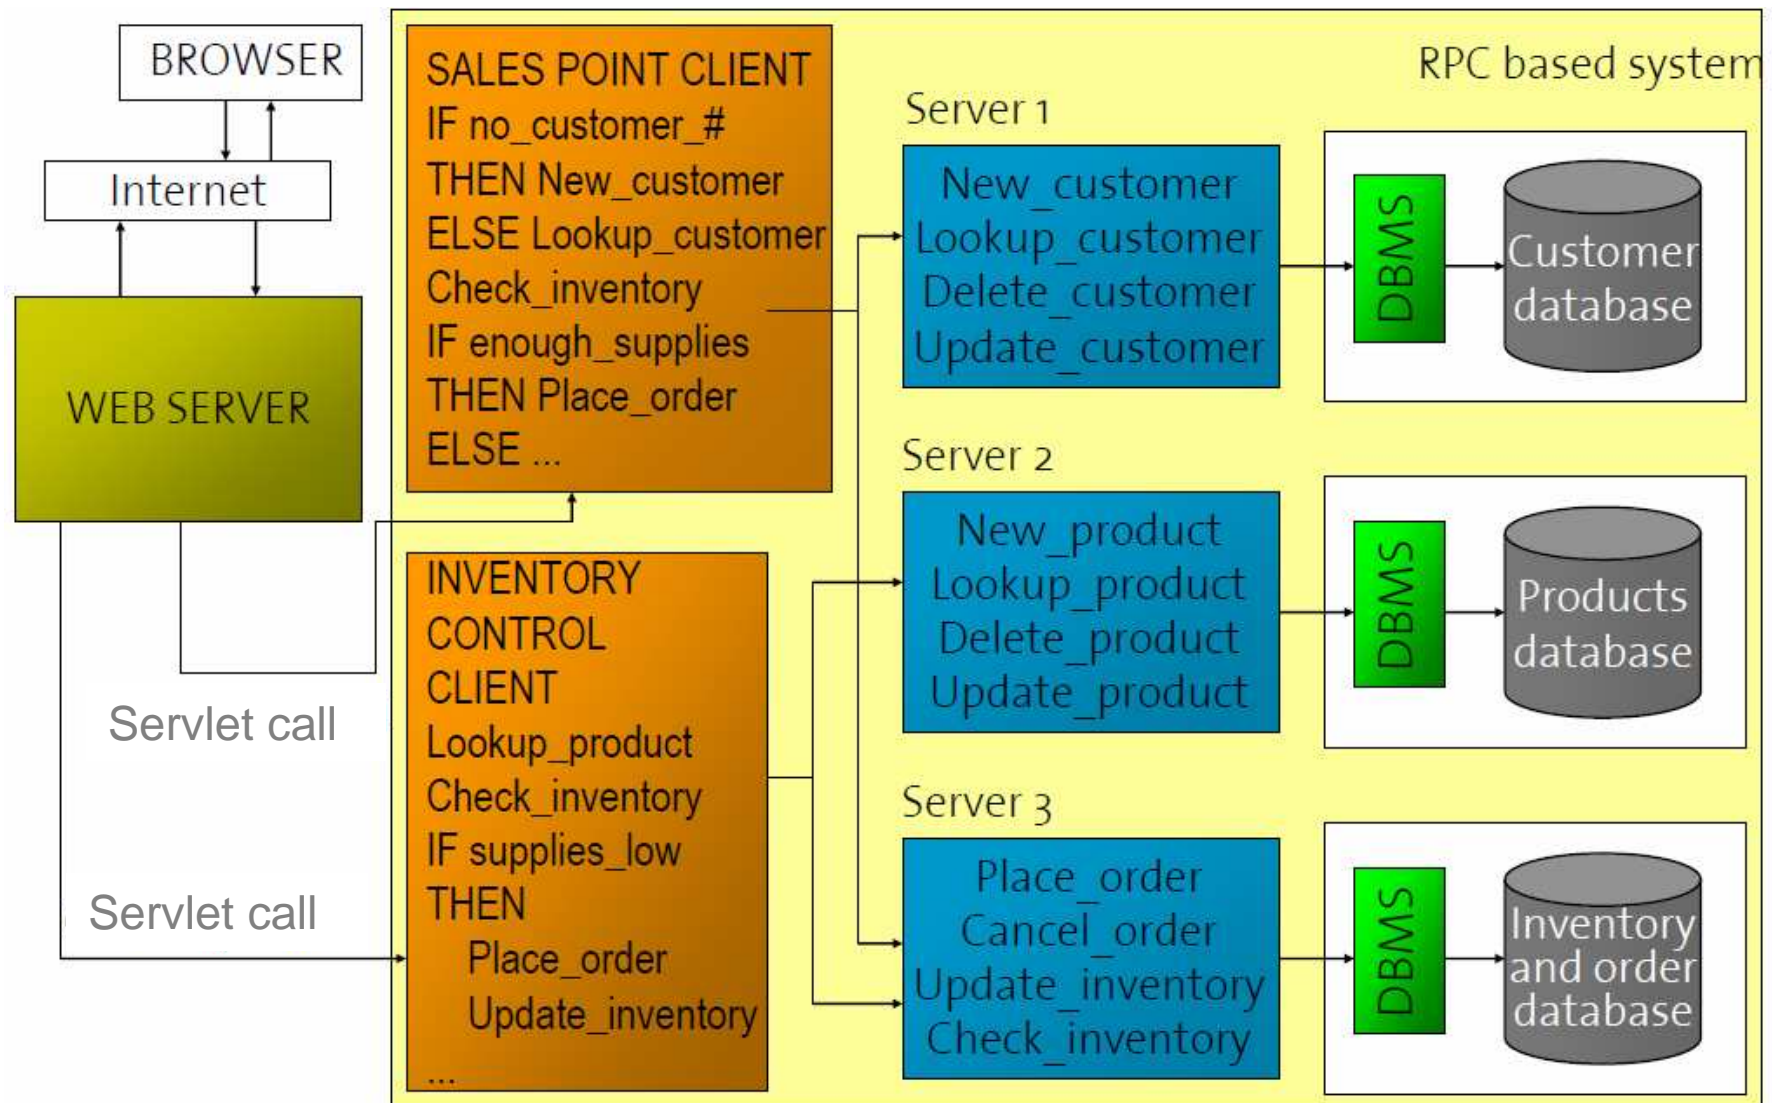 BROWSER
Internet
WEB SERVER
Servlet call
Servlet call
RPC based system
SALES POINT CLIENT
IF no_customer_#
THEN New_customer
ELSE Lookup_customer
Check_inventory
IF enough_supplies
THEN Place_order
ELSE ...
INVENTORY
CONTROL
CLIENT
Lookup_product
Check_inventory
IF supplies_low
THEN
Place_order
Update_inventory
...
Server 1
New_customer
Lookup_customer
Delete_customer
Update_customer
DBMS
Customer
database
Server 2
New_product
Lookup_product
Delete_product
Update_product
DBMS
Products
database
Server 3
Place_order
Cancel_order
Update_inventory
Check_inventory
DBMS
Inventory
and order
database